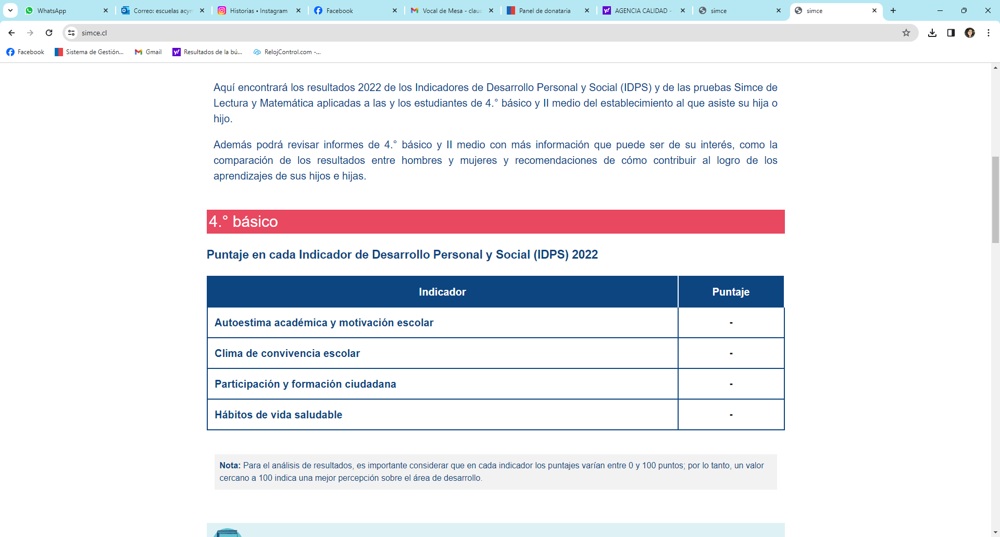 WhatsApp
Correo: escuelas acyn
Historias • Instagram
Facebook
Vocal de Mesa - clauc
Panel de donataria
AGENCIA CALIDAD -
simce
simce
simce.cl
Facebook
Sistema de Gestión...
Gmail
Resultados de la bú...
RelojControl.com -...
Aquí encontrará los resultados 2022 de los Indicadores de Desarrollo Personal y Social (IDPS) y de las pruebas Simce de
Lectura y Matemática aplicadas a las y los estudiantes de 4.° básico y II medio del establecimiento al que asiste su hija o
hijo.
Además podrá revisar informes de 4.° básico y II medio con más información que puede ser de su interés, como la
comparación de los resultados entre hombres y mujeres y recomendaciones de cómo contribuir al logro de los
aprendizajes de sus hijos e hijas.
4.° básico
Puntaje en cada Indicador de Desarrollo Personal y Social (IDPS) 2022
Indicador Puntaje
Autoestima académica y motivación escolar -
Clima de convivencia escolar -
Participación y formación ciudadana -
Hábitos de vida saludable -
Nota: Para el análisis de resultados, es importante considerar que en cada indicador los puntajes varían entre 0 y 100 puntos; por lo tanto, un valor
cercano a 100 indica una mejor percepción sobre el área de desarrollo.